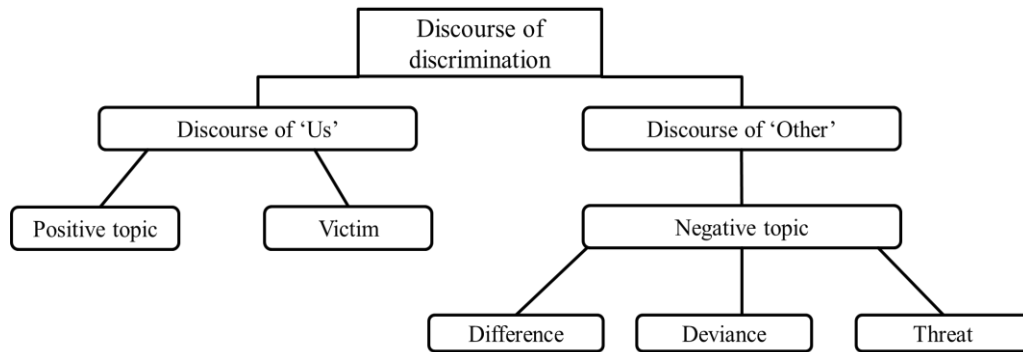 Discourse of
discrimination
Discourse of ‘Us’
Discourse of ‘Other’
Positive topic
Victim
Negative topic
Difference
Deviance
Threat